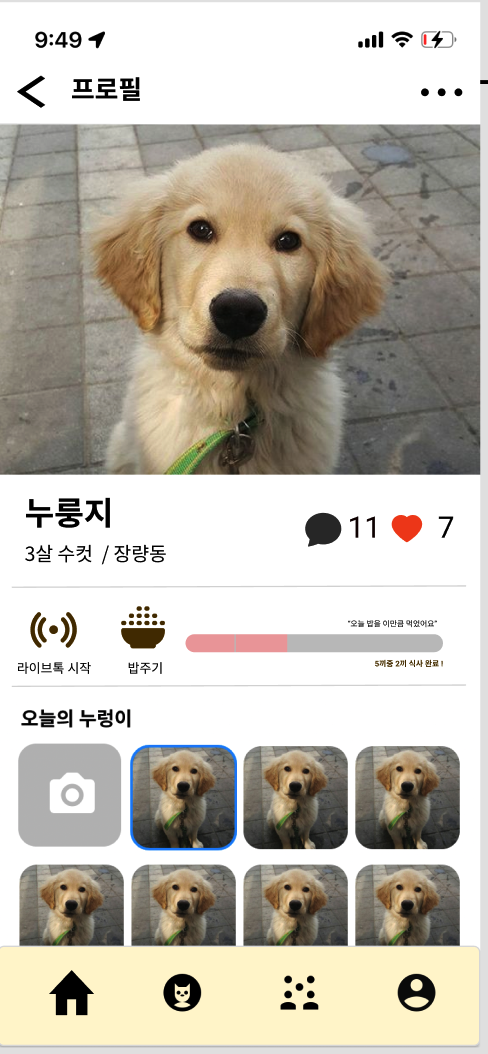 9:49
프로필
누룽지
11
7
3살 수컷 / 장량동
"오늘 밥을 이만큼 먹었어요"
라이브톡 시작
밥주기
5끼중 2끼 식사 완료 !
오늘의 누렁이